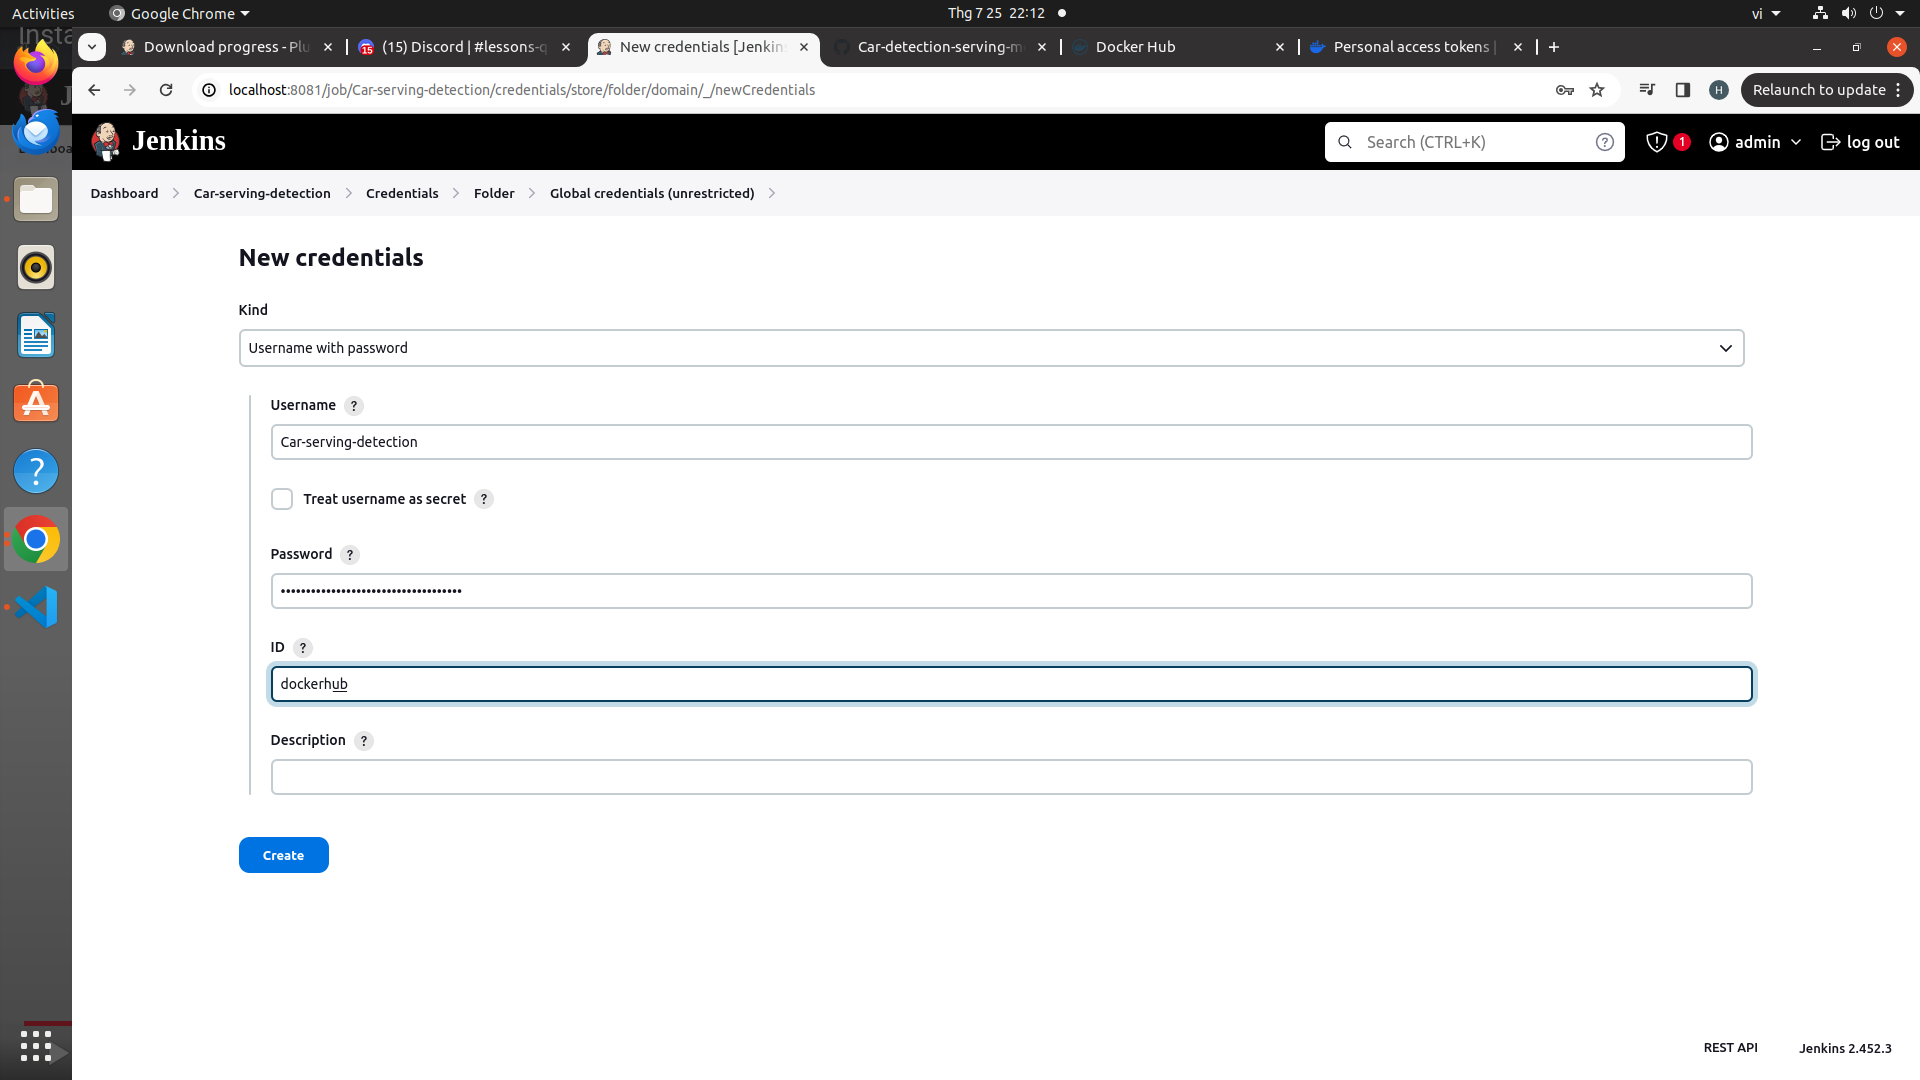 Activities
Google Chrome
Thg 7 25 22:12
vi
Insta
Download progress - Plu
(15) Discord | #lessons-q
New credentials [Jenkins
Car-detection-serving-m
Docker Hub
Personal access tokens |
localhost:8081/job/Car-serving-detection/credentials/store/folder/domain/_/newCredentials
H
Relaunch to update
Jenkins
Search (CTRL+K)
1
admin
log out
Dashboard
Car-serving-detection
Credentials
Folder
Global credentials (unrestricted)
New credentials
Kind
Username with password
Username ?
Car-serving-detection
Treat username as secret ?
Password ?
••••••••••••••••••••••••••••••••••••
ID ?
dockerhub
Description ?
Create
REST API
Jenkins 2.452.3